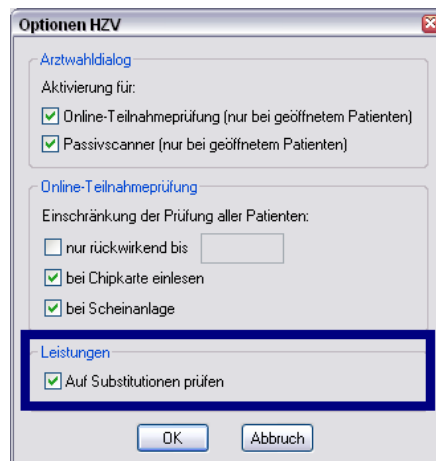 Optionen HZV
Arztwahldialog
Aktivierung für:
Online-Teilnahmeprüfung (nur bei geöffnetem Patienten)
Passivscanner (nur bei geöffnetem Patienten)
Online-Teilnahmeprüfung
Einschränkung der Prüfung aller Patienten:
nur rückwirkend bis
bei Chipkarte einlesen
bei Scheinanlage
Leistungen
Auf Substitutionen prüfen
OK Abbruch